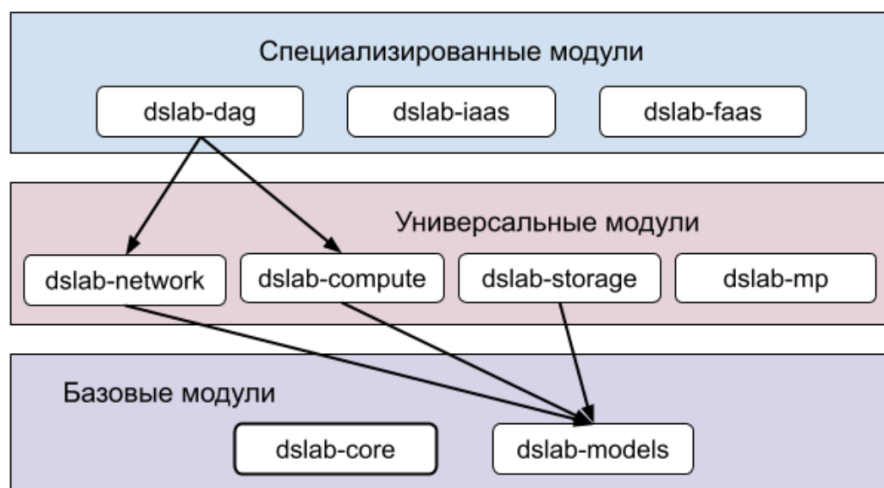 Специализированные модули
dslab-dag
dslab-iaas
dslab-faas
Универсальные модули
dslab-network
dslab-compute
dslab-storage
dslab-mp
Базовые модули
dslab-core
dslab-models